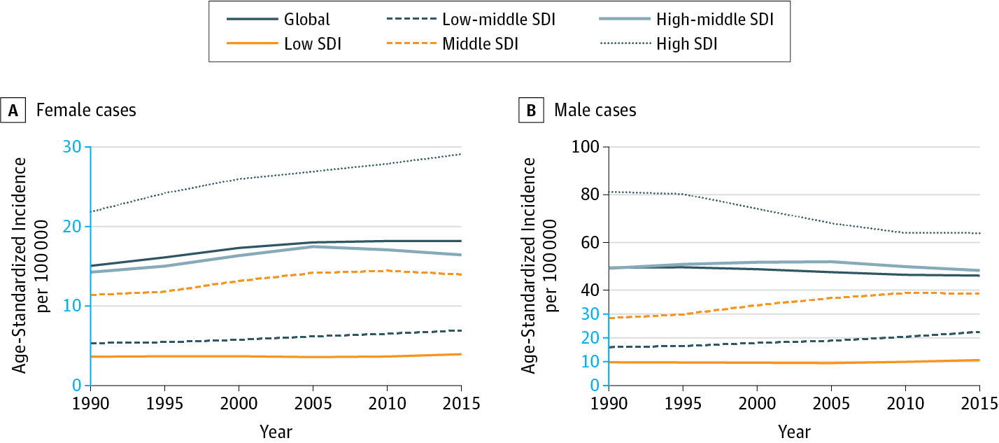 Global
Low-middle SDI
High-middle SDI
Low SDI
Middle SDI
High SDI
A Female cases
Age-Standardized Incidence
per 100 000
30
20
10
0
1990 1995 2000 2005 2010 2015
Year
B Male cases
Age-Standardized Incidence
per 100 000
100
80
60
40
30
20
10
0
1990 1995 2000 2005 2010 2015
Year